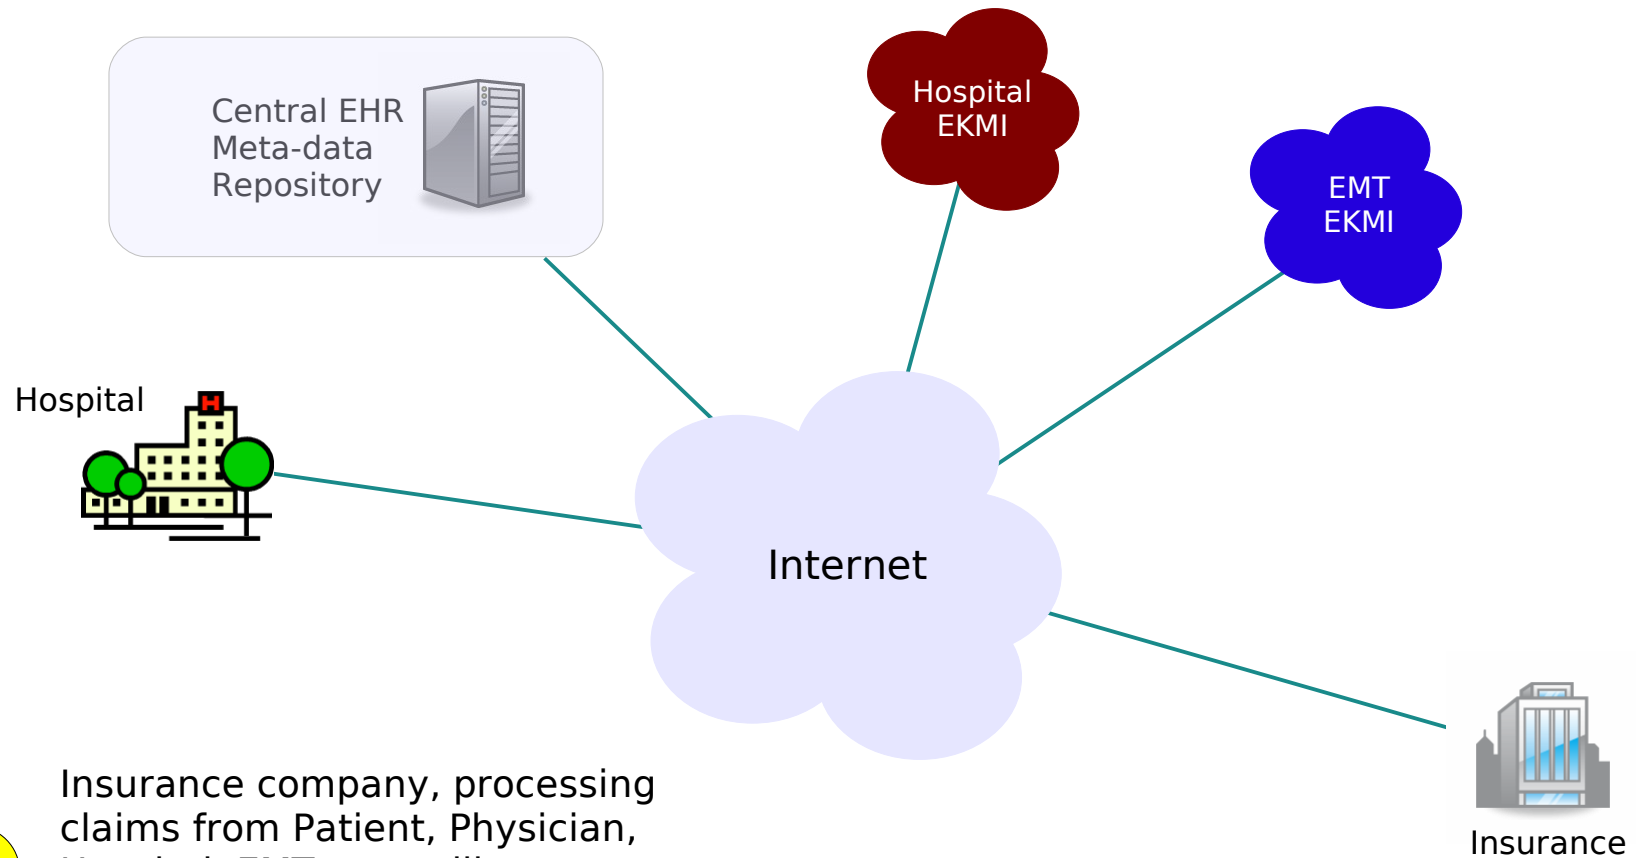 Central EHR
Meta-data
Repository
Hospital
EKMI
EMT
EKMI
Hospital
H
Internet
Insurance company, processing
claims from Patient, Physician,
Insurance